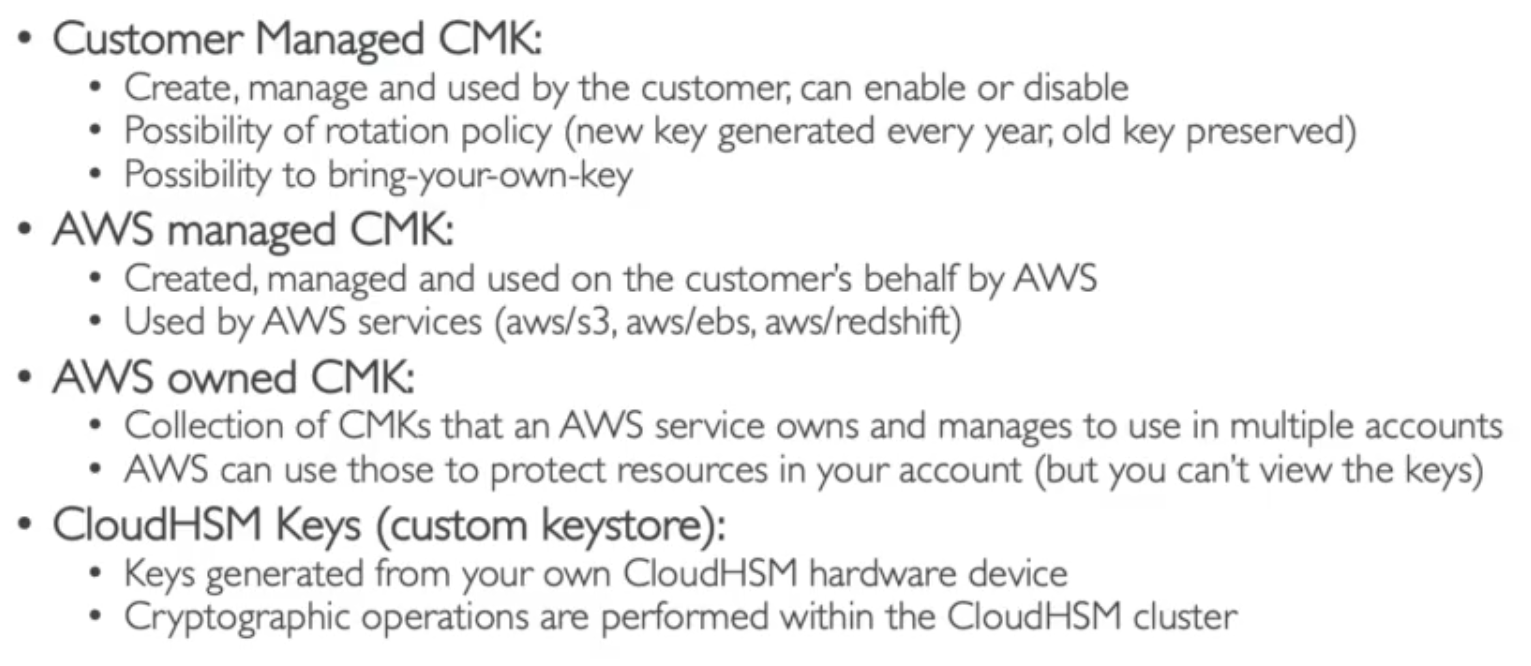 • Customer Managed CMK:
• Create, manage and used by the customer, can enable or disable
• Possibility of rotation policy (new key generated every year, old key preserved)
• Possibility to bring-your-own-key
• AWS managed CMK:
• Created, managed and used on the customer's behalf by AWS
• Used by AWS services (aws/s3, aws/ebs, aws/redshift)
• AWS owned CMK:
• Collection of CMKs that an AWS service owns and manages to use in multiple accounts
• AWS can use those to protect resources in your account (but you can't view the keys)
• CloudHSM Keys (custom keystore):
• Keys generated from your own CloudHSM hardware device
• Cryptographic operations are performed within the CloudHSM cluster